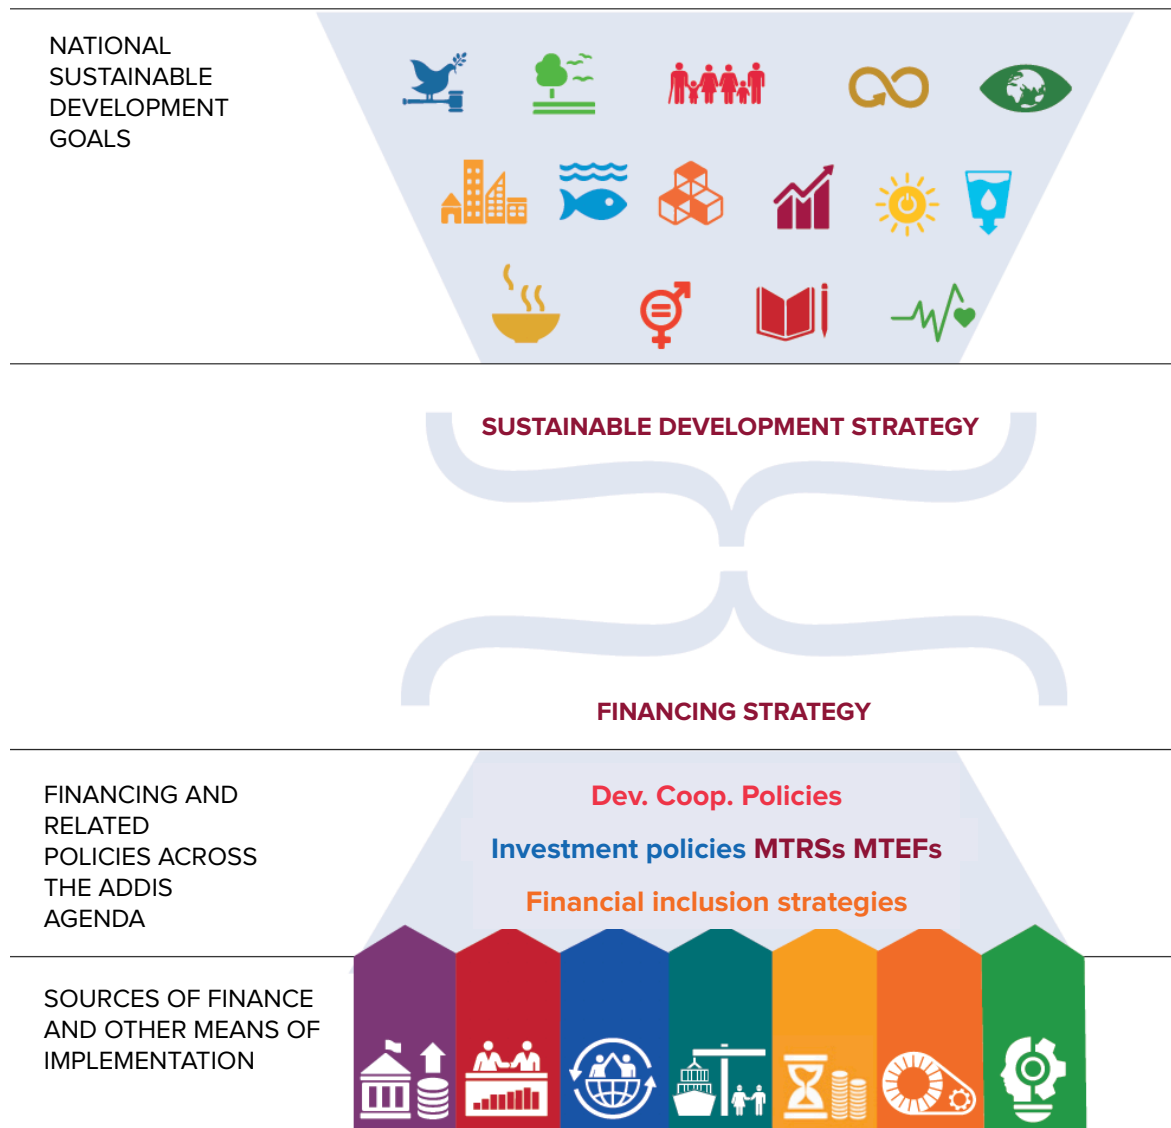 NATIONAL
SUSTAINABLE
DEVELOPMENT
GOALS
SUSTAINABLE DEVELOPMENT STRATEGY
FINANCING STRATEGY
FINANCING AND
RELATED
POLICIES ACROSS
THE ADDIS
AGENDA
Dev. Coop. Policies
Investment policies MTRSs MTEFs
Financial inclusion strategies
SOURCES OF FINANCE
AND OTHER MEANS OF
IMPLEMENTATION